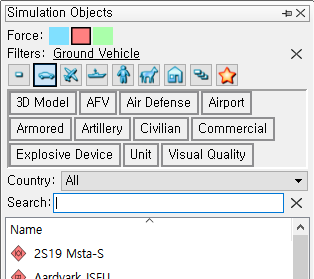 Simulation Objects
Force:
Filters: Ground Vehicle
3D Model AFV Air Defense Airport
Armored Artillery Civilian Commercial
Explosive Device Unit Visual Quality
Country: All
Search:
Name
2S19 Msta-S
Aardvark JSFU